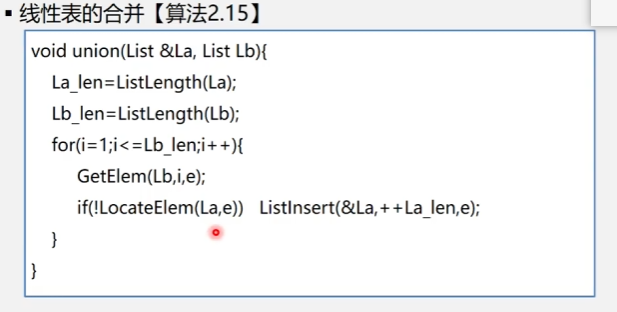 ▪ 线性表的合并【算法2.15】
void union(List &La, List Lb){
La_len=ListLength(La);
Lb_len=ListLength(Lb);
for(i=1;i<=Lb_len;i++){
GetElem(Lb,i,e);
if(!LocateElem(La,e)) ListInsert(&La,++La_len,e);
}
}